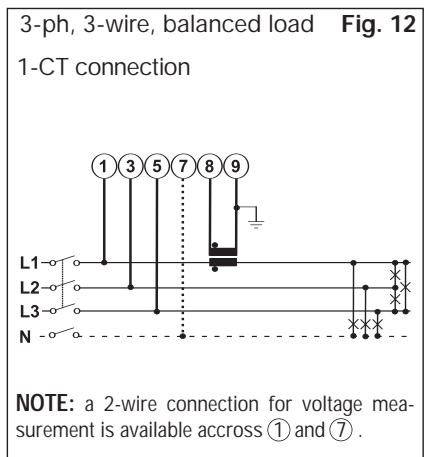 3-ph, 3-wire, balanced load Fig. 12
1-CT connection
1 3 5 7 8 9
L1
L2
L3
N
NOTE: a 2-wire connection for voltage mea-
surement is available accross 1 and 7 .